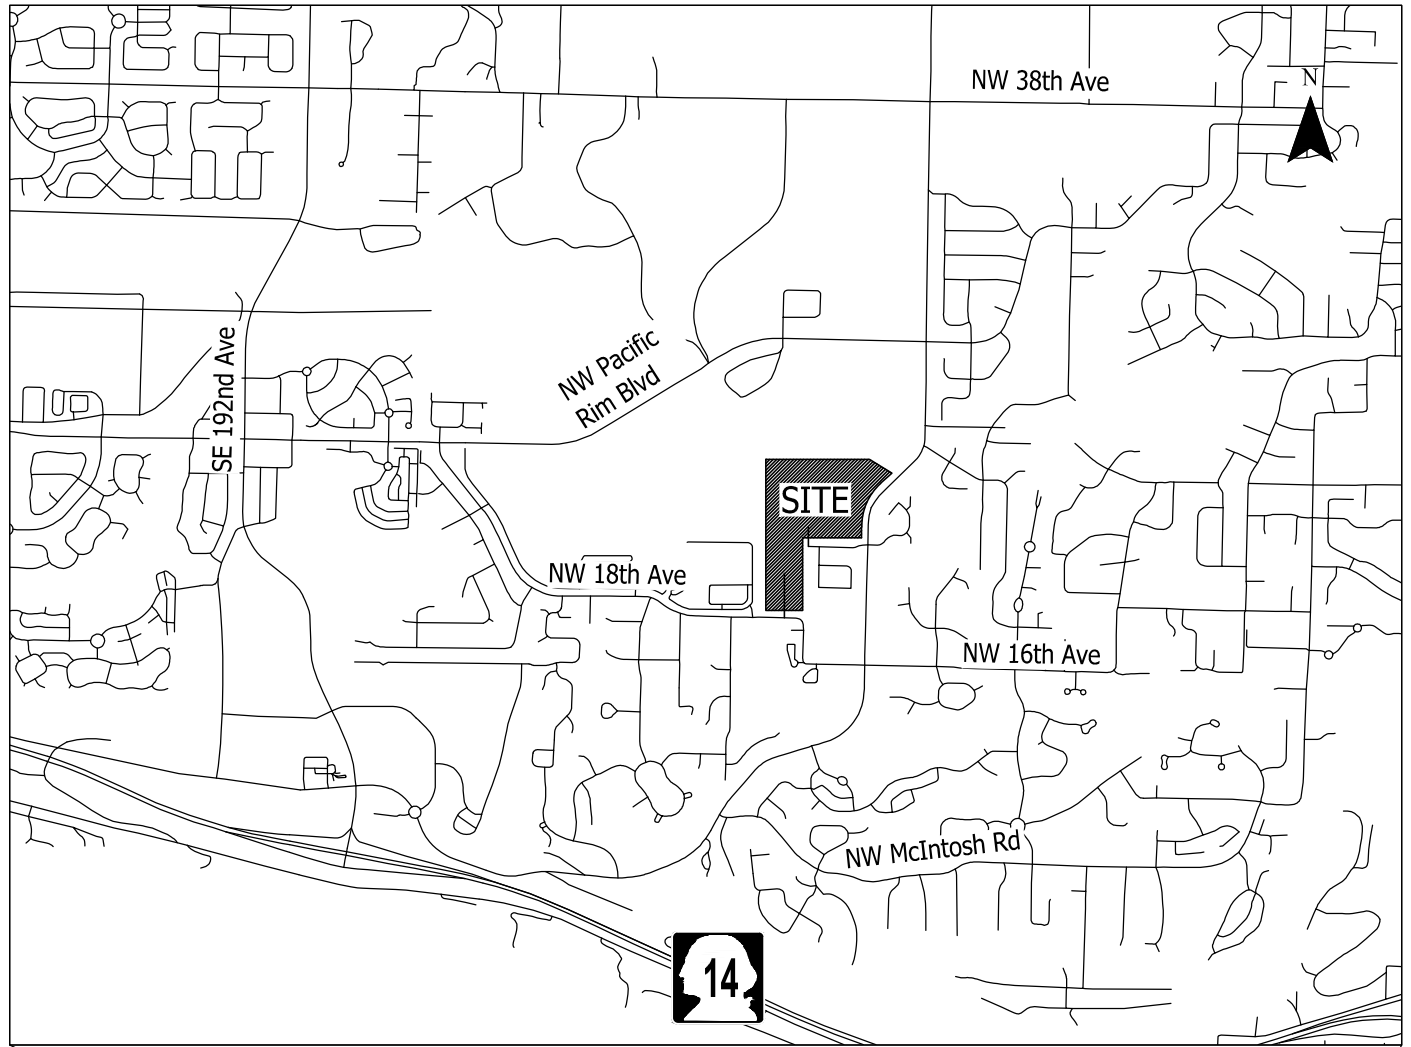 NW 38th Ave
N
SE 192nd Ave
NW Pacific
Rim Blvd
SITE
NW 18th Ave
NW 16th Ave
NW McIntosh Rd
14